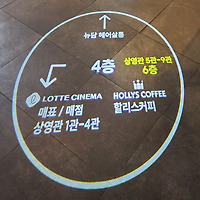 뉴담 헤어살롱
4층
상영관 5관~9관
6층
LOTTE CINEMA
매표 / 매점
상영관 1관~4관
HOLLYS COFFEE
할리스커피